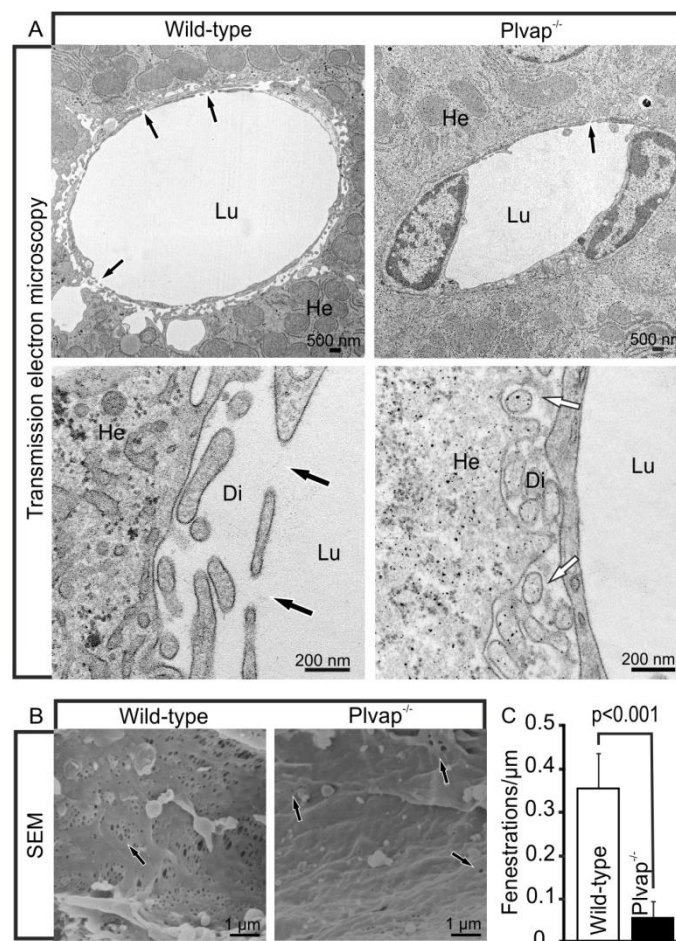 A
Wild-type
Plvap-/-
Transmission electron microscopy
Lu
He
500 nm
He
Lu
500 nm
He
Di
Lu
200 nm
He
Di
Lu
200 nm
B
Wild-type
Plvap-/-
SEM
1 µm
1 µm
C
p<0.001
Fenestrations/µm
0.5
0.4
0.3
0.2
0.1
0
Wild-type
Plvap-/-